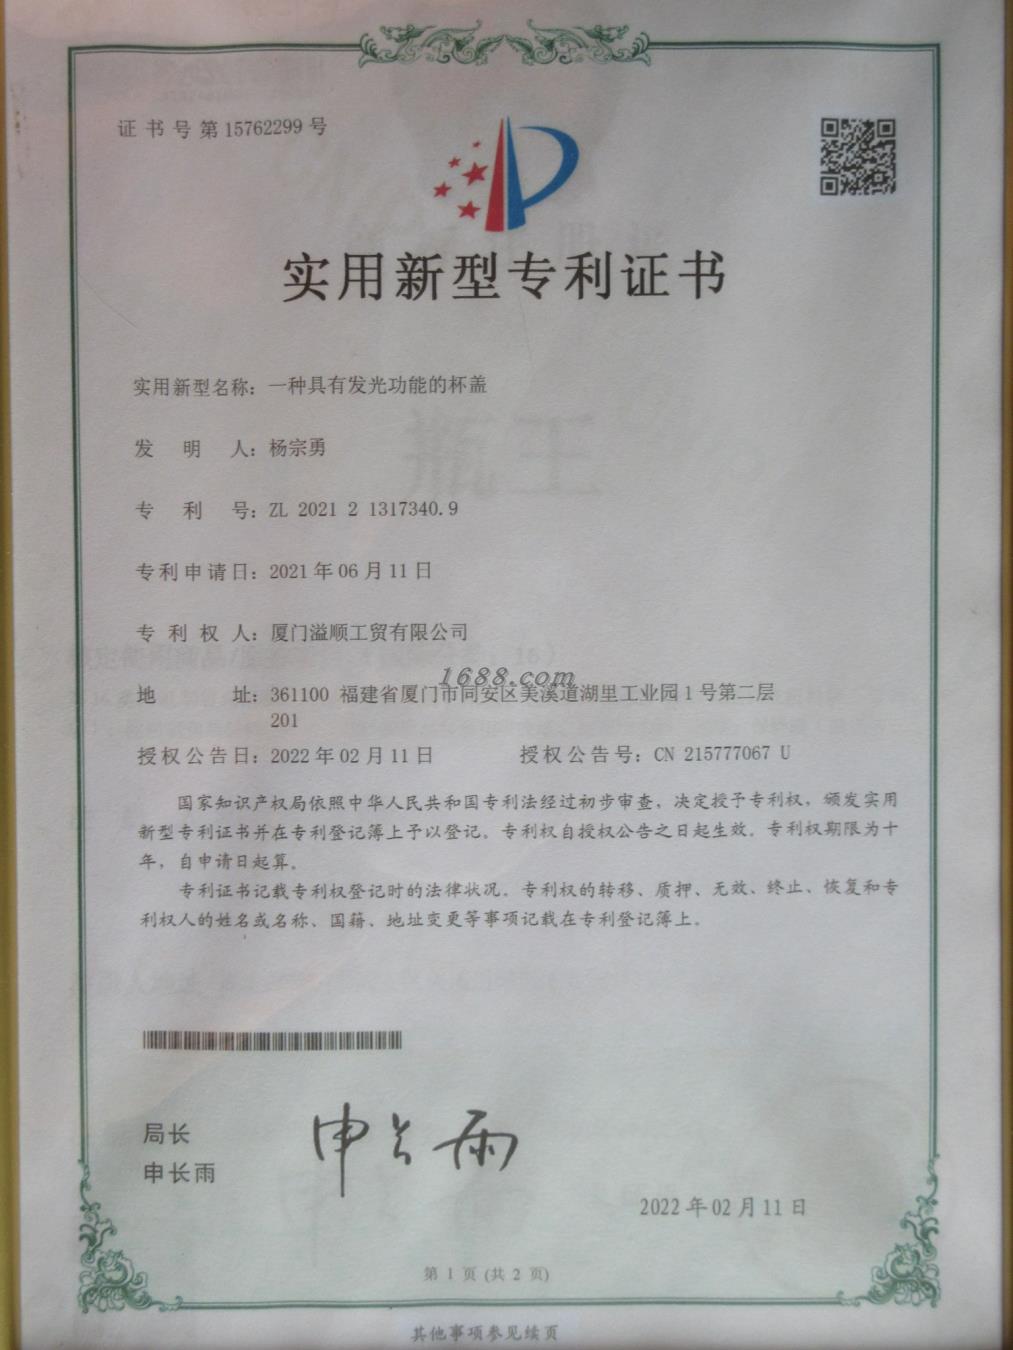 证书号第15762299号
实用新型专利证书
实用新型名称：一种具有发光功能的杯盖
发明人：杨宗勇
专利号：ZL 2021 2 1317340.9
专利申请日：2021年06月11日
专利权人：厦门溢顺工贸有限公司
1688.com
地址：361100 福建省厦门市同安区美溪道湖里工业园1号第二层
201
授权公告日：2022年02月11日 授权公告号：CN 215777067 U
国家知识产权局依照中华人民共和国专利法经过初步审查，决定授予专利权，颁发实用
新型专利证书并在专利登记簿上予以登记。专利权自授权公告之日起生效。专利权期限为十
年，自申请日起算。
专利证书记载专利权登记时的法律状况。专利权的转移、质押、无效、终止、恢复和专
利权人的姓名或名称、国籍、地址变更等事项记载在专利登记簿上。
局长
申长雨
申长雨
2022年02月11日
第 1 页 (共 2 页)
其他事项参见续页